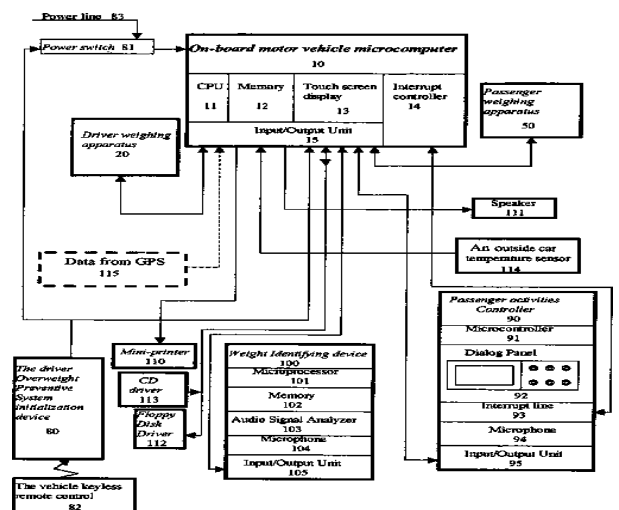 Power line 83
Power switch 81
On-board motor vehicle microcomputer
10
CPU
11
Memory
12
Touch screen
display
13
Interrupt
controller
14
Input/Output Unit
15
Passenger
weighing
apparatus
50
Driver weighing
apparatus
20
Speaker
111
Data from GPS
115
An outside car
temperature sensor
114
Passenger activities
Controller
90
Microcontroller
91
Dialog Panel
92
Interrupt line
93
Microphone
94
Input/Output Unit
95
Mini-printer
110
CD
driver
113
Floppy
Disk
Driver
112
Weight Identifying device
100
Microprocessor
101
Memory
102
Audio Signal Analyzer
103
Microphone
104
Input/Output Unit
105
The driver
Overweight
Preventive
System
initialization
device
80
The vehicle keyless
remote control
82